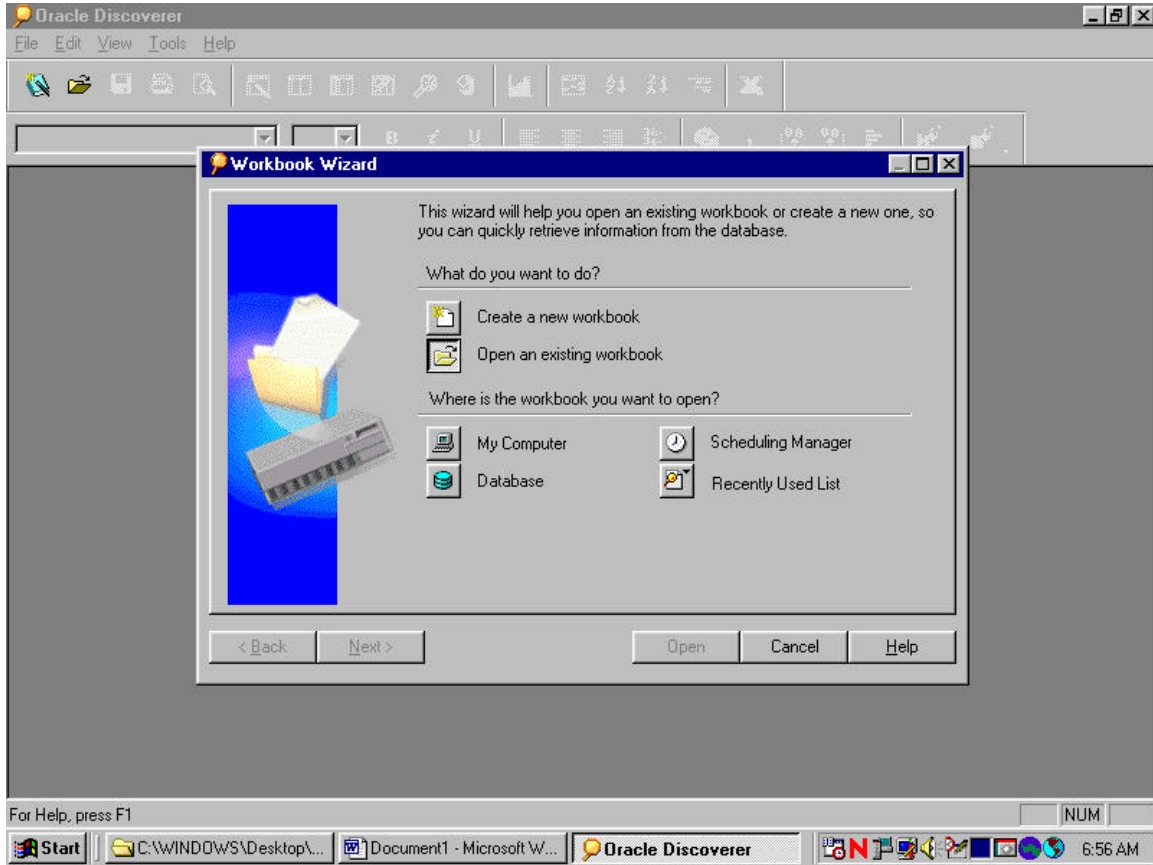 Oracle Discoverer
File Edit View Tools Help
B
U
Workbook Wizard
This wizard will help you open an existing workbook or create a new one, so
you can quickly retrieve information from the database.
What do you want to do?
Create a new workbook
Open an existing workbook
Where is the workbook you want to open?
My Computer
Scheduling Manager
Database
Recently Used List
< Back
Next >
Open
Cancel
Help
For Help, press F1
NUM
Start
C:\WINDOWS\Desktop\...
Document1 - Microsoft W...
Oracle Discoverer
N
6:56 AM